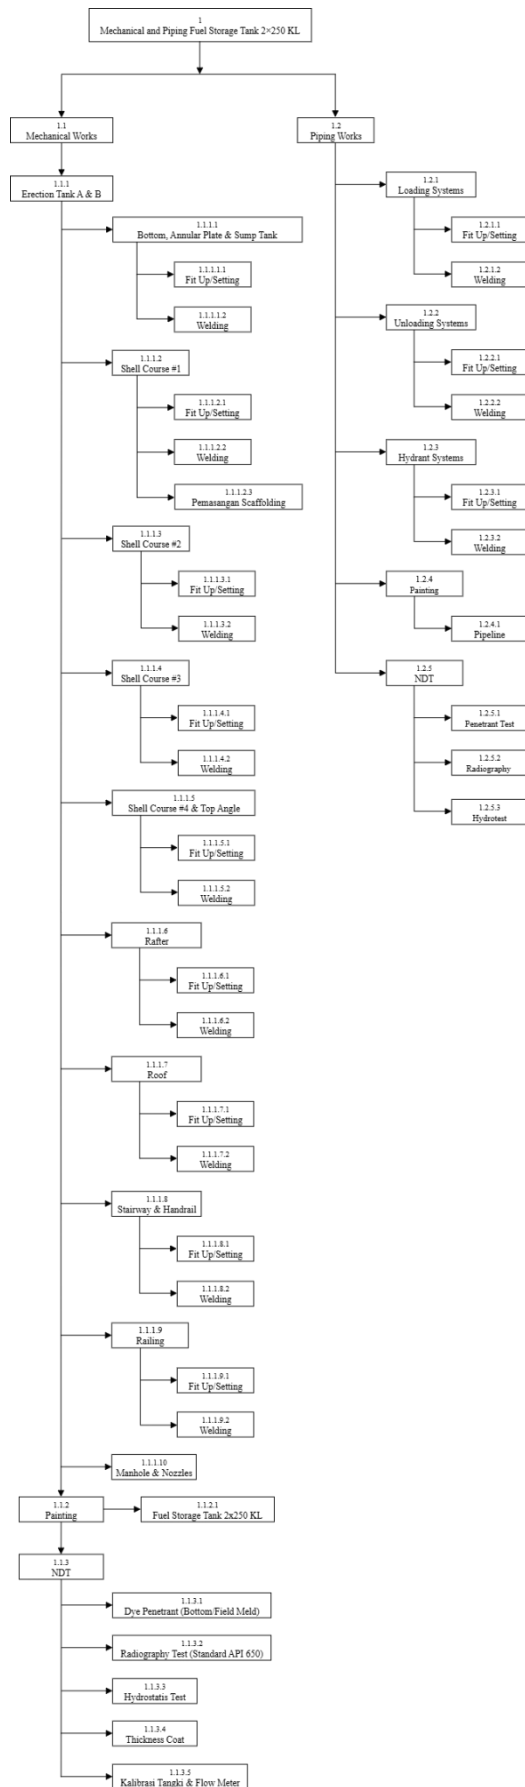 1
Mechanical and Piping Fuel Storage Tank 2×250 KL
1.1
Mechanical Works
1.1.1
Erection Tank A & B
1.1.1.1
Bottom, Annular Plate & Sump Tank
1.1.1.1.1
Fit Up/Setting
1.1.1.1.2
Welding
1.1.1.2
Shell Course #1
1.1.1.2.1
Fit Up/Setting
1.1.1.2.2
Welding
1.1.1.2.3
Pemasangan Scaffolding
1.1.1.3
Shell Course #2
1.1.1.3.1
Fit Up/Setting
1.1.1.3.2
Welding
1.1.1.4
Shell Course #3
1.1.1.4.1
Fit Up/Setting
1.1.1.4.2
Welding
1.1.1.5
Shell Course #4 & Top Angle
1.1.1.5.1
Fit Up/Setting
1.1.1.5.2
Welding
1.1.1.6
Rafter
1.1.1.6.1
Fit Up/Setting
1.1.1.6.2
Welding
1.1.1.7
Roof
1.1.1.7.1
Fit Up/Setting
1.1.1.7.2
Welding
1.1.1.8
Stairway & Handrail
1.1.1.8.1
Fit Up/Setting
1.1.1.8.2
Welding
1.1.1.9
Railing
1.1.1.9.1
Fit Up/Setting
1.1.1.9.2
Welding
1.1.1.10
Manhole & Nozzles
1.1.2
Painting
1.1.2.1
Fuel Storage Tank 2x250 KL
1.1.3
NDT
1.1.3.1
Dye Penetrant (Bottom/Field Meld)
1.1.3.2
Radiography Test (Standard API 650)
1.1.3.3
Hydrostatis Test
1.1.3.4
Thickness Coat
1.1.3.5
Kalibrasi Tangki & Flow Meter
1.2
Piping Works
1.2.1
Loading Systems
1.2.1.1
Fit Up/Setting
1.2.1.2
Welding
1.2.2
Unloading Systems
1.2.2.1
Fit Up/Setting
1.2.2.2
Welding
1.2.3
Hydrant Systems
1.2.3.1
Fit Up/Setting
1.2.3.2
Welding
1.2.4
Painting
1.2.4.1
Pipeline
1.2.5
NDT
1.2.5.1
Penetrant Test
1.2.5.2
Radiography
1.2.5.3
Hydrotest